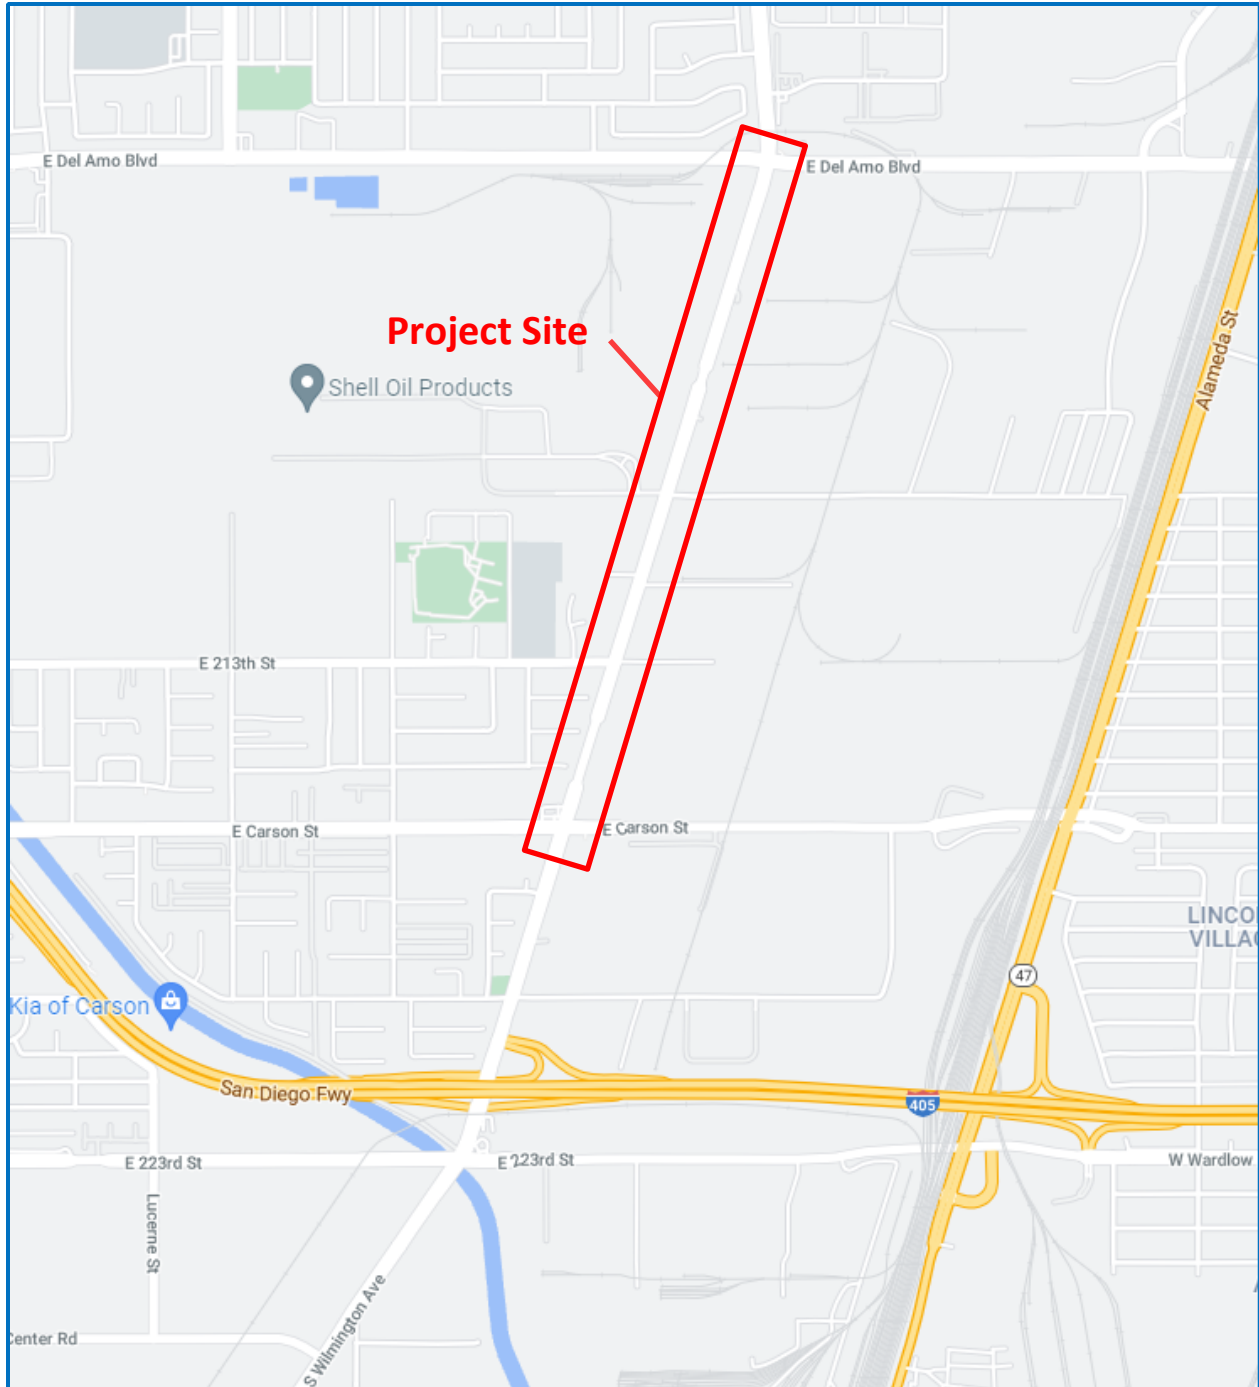 E Del Amo Blvd
E Del Amo Blvd
Project Site
Alameda St
Shell Oil Products
E 213th St
E Carson St
E Carson St
LINCO
VILLAG
47
Kia of Carson
San Diego Fwy
405
E 223rd St
E 223rd St
W Wardlow
Lucerne St
S Wilmington Ave
Center Rd